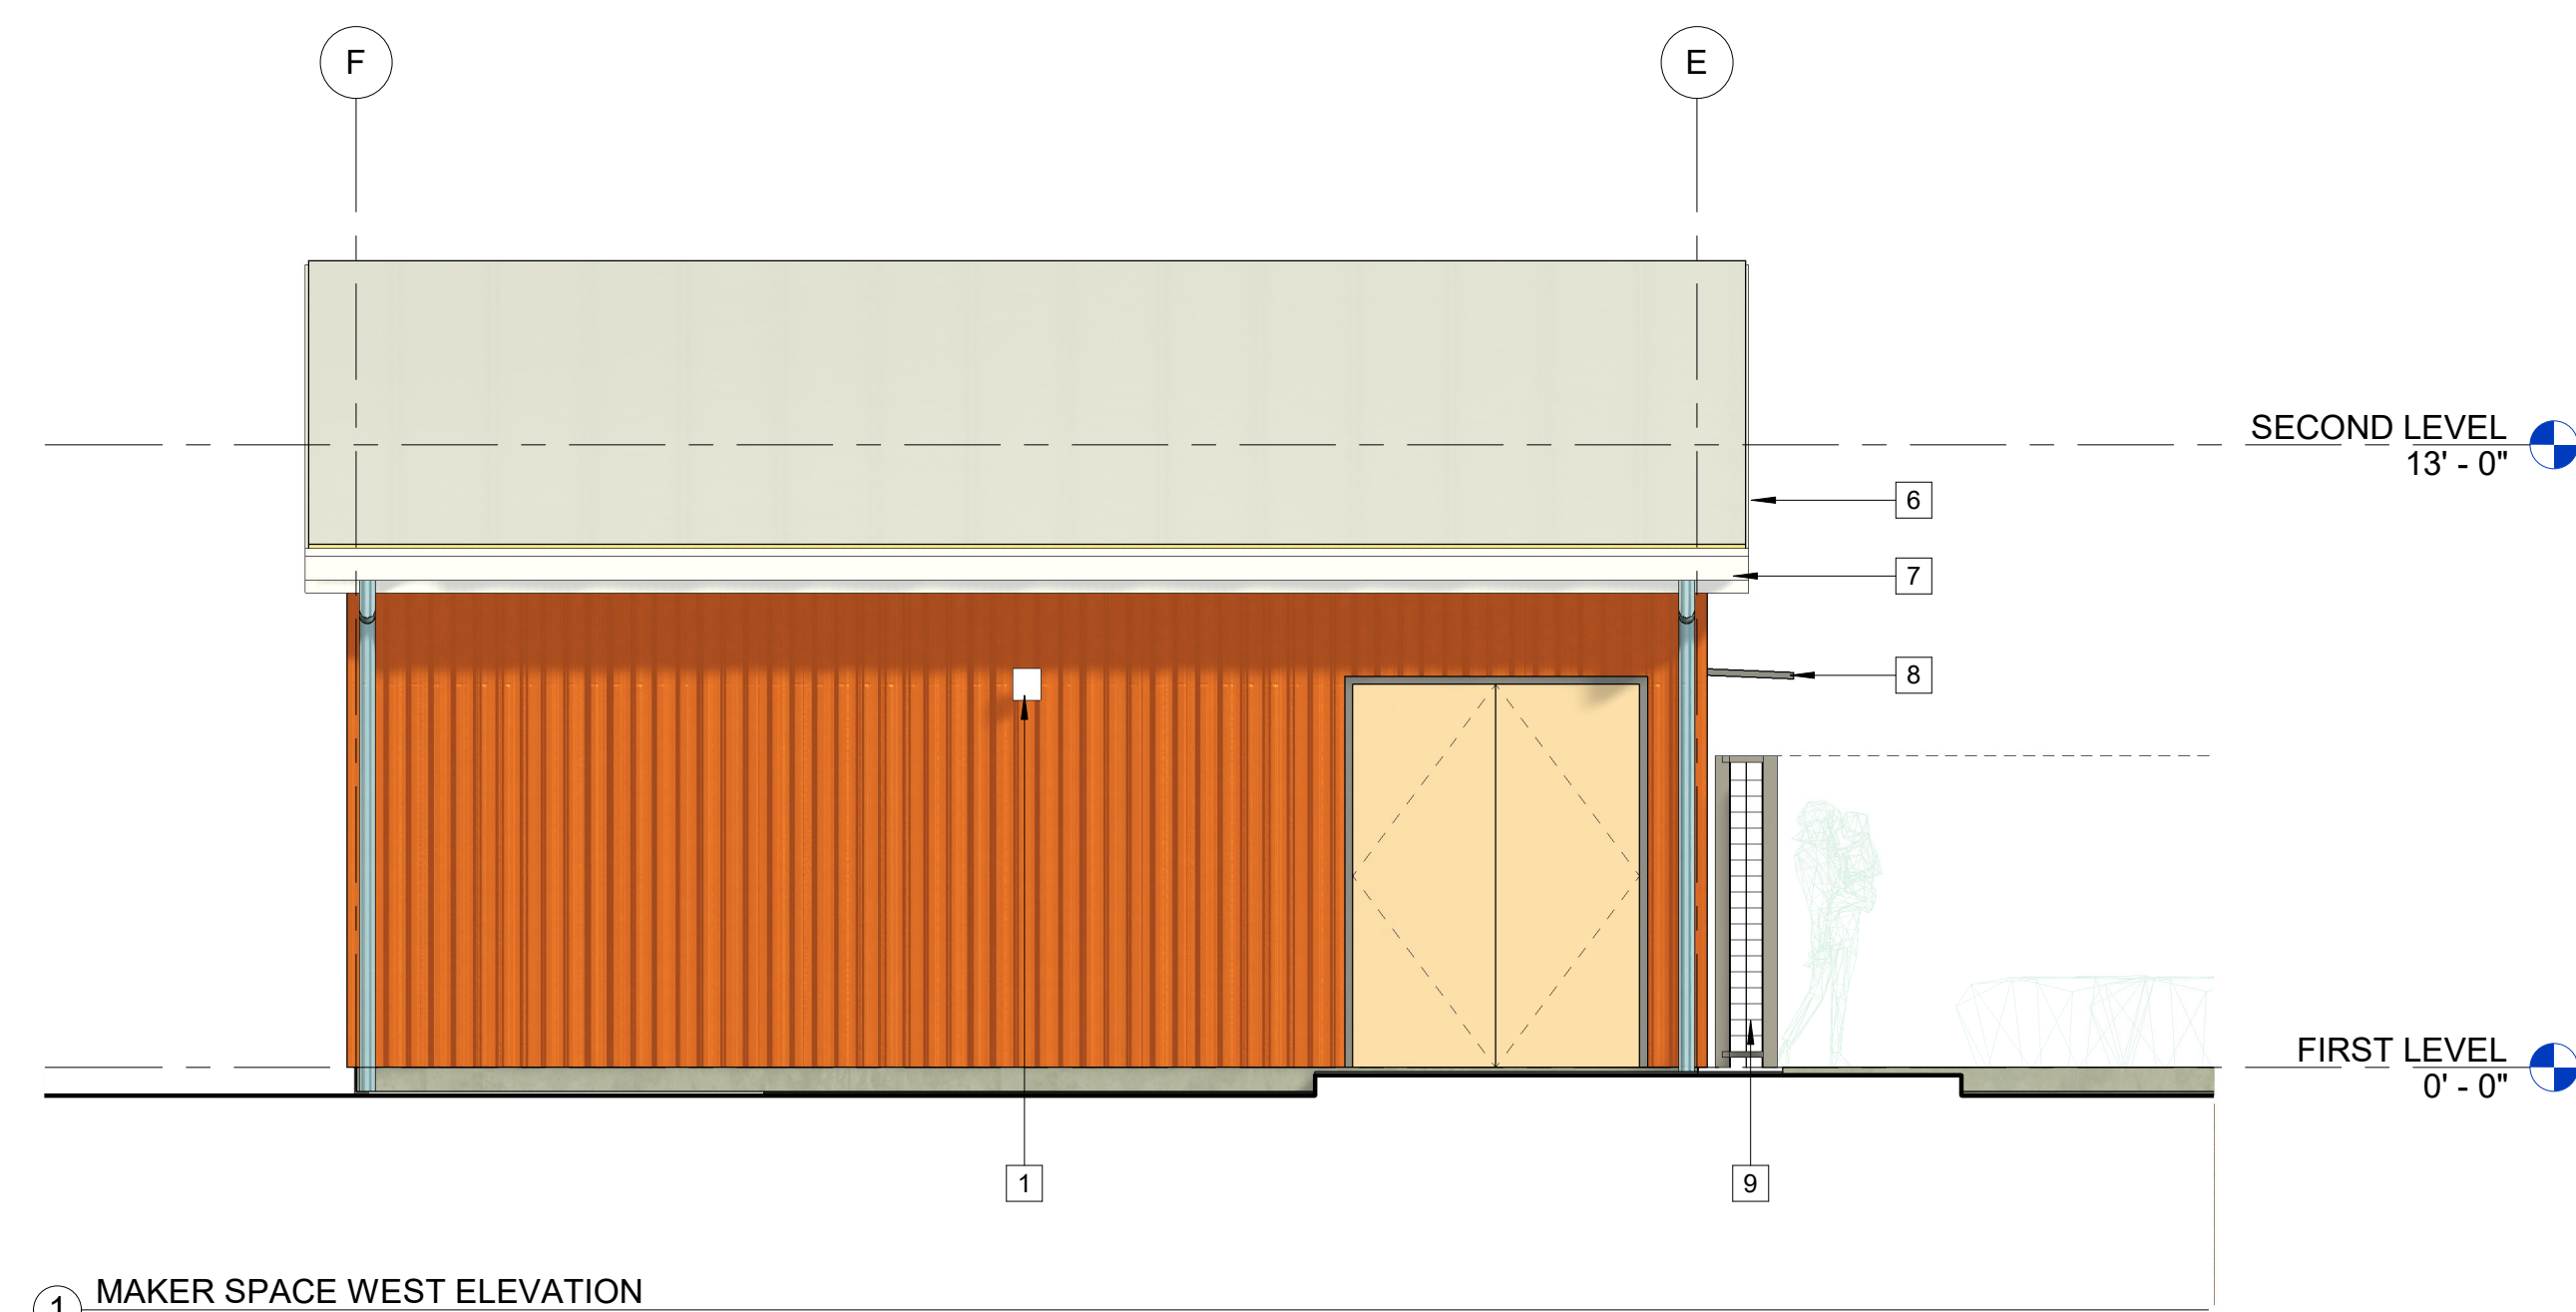 F
E
SECOND LEVEL
13' - 0"
6
7
8
FIRST LEVEL
0' - 0"
1
9
1
MAKER SPACE WEST ELEVATION